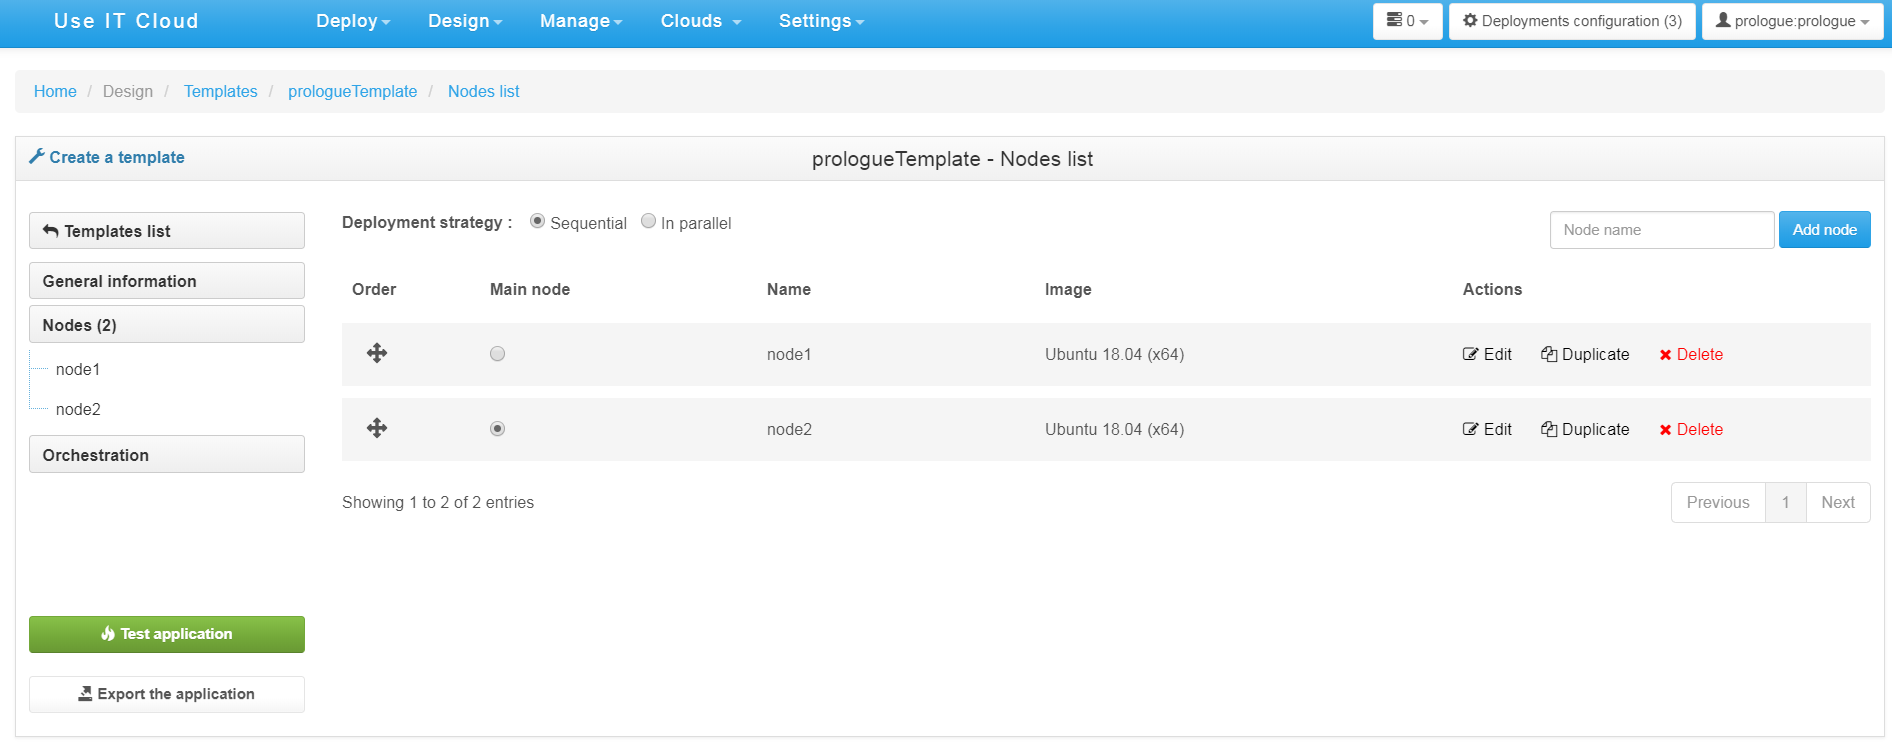 Use IT Cloud Deploy Design Manage Clouds Settings 0 Deployments configuration (3) prologue:prologue
Home / Design / Templates / prologueTemplate / Nodes list
Create a template
prologueTemplate - Nodes list
Templates list
General information
Nodes (2)
node1
node2
Orchestration
Test application
Export the application
Deployment strategy : Sequential In parallel
Node name Add node
Order Main node Name Image Actions
node1 Ubuntu 18.04 (x64) Edit Duplicate Delete
node2 Ubuntu 18.04 (x64) Edit Duplicate Delete
Showing 1 to 2 of 2 entries
Previous 1 Next